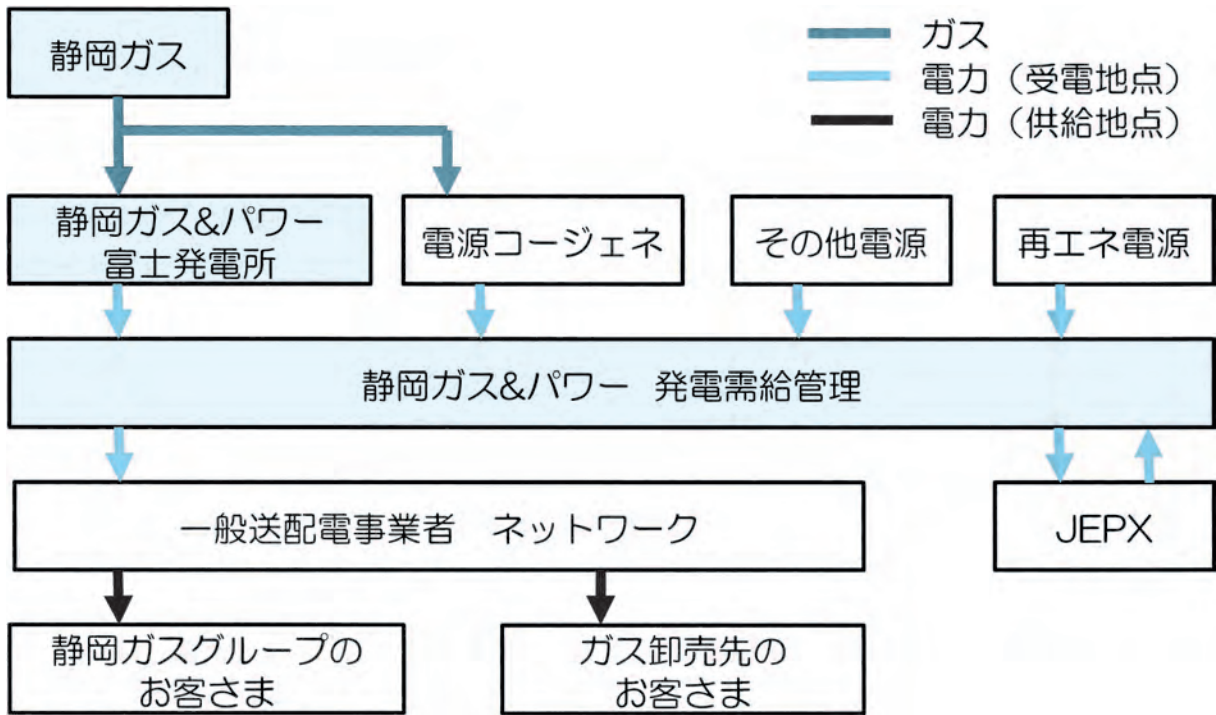 静岡ガス
ガス
電力（受電地点）
電力（供給地点）
静岡ガス&パワー
富士発電所
電源コージェネ
その他電源
再エネ電源
静岡ガス&パワー　発電需給管理
一般送配電事業者　ネットワーク
JEPX
静岡ガスグループの
お客さま
ガス卸売先の
お客さま